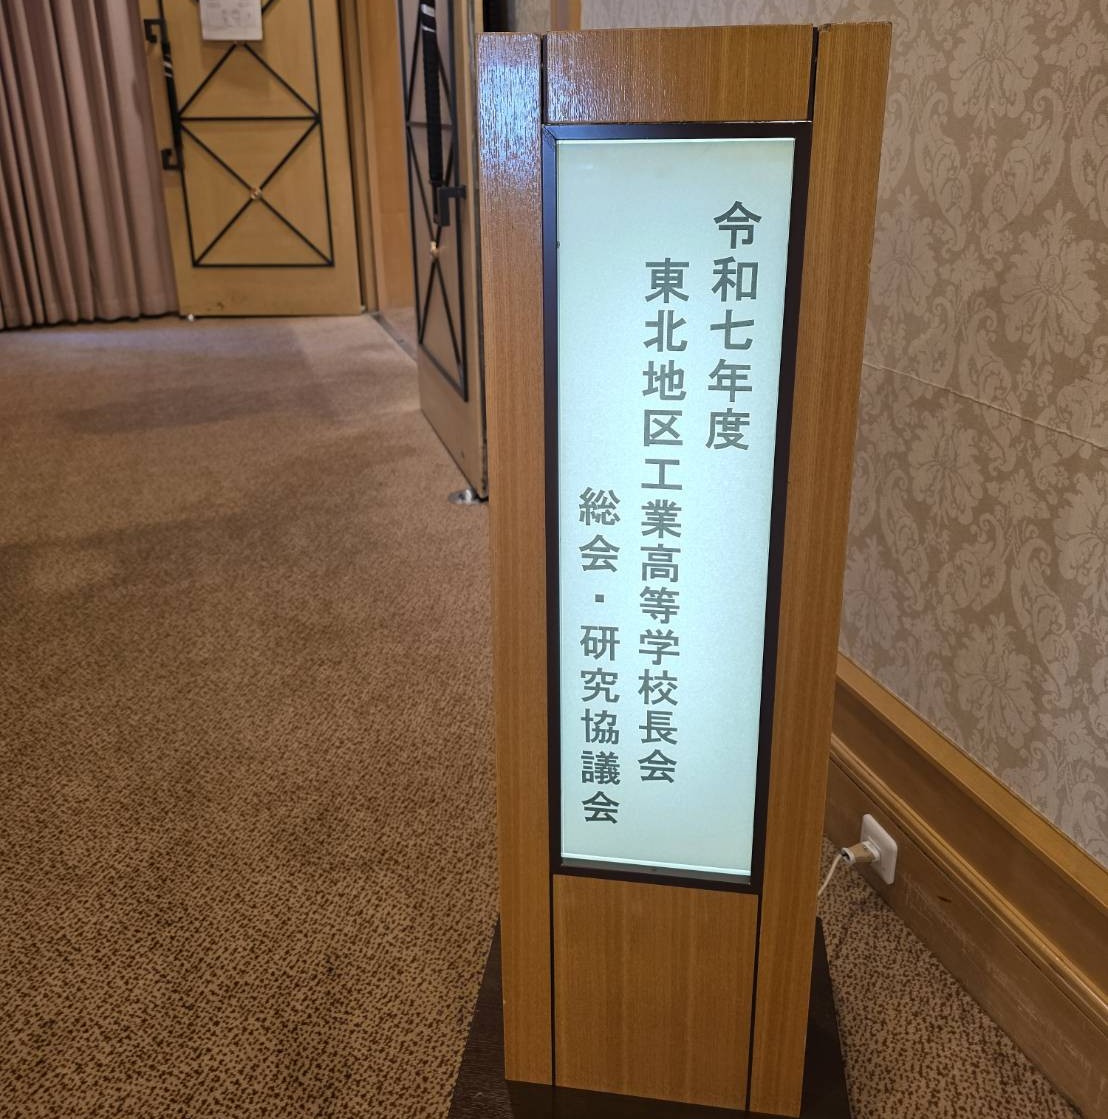 令和七年度
東北地区工業高等学校長会
総会・研究協議会